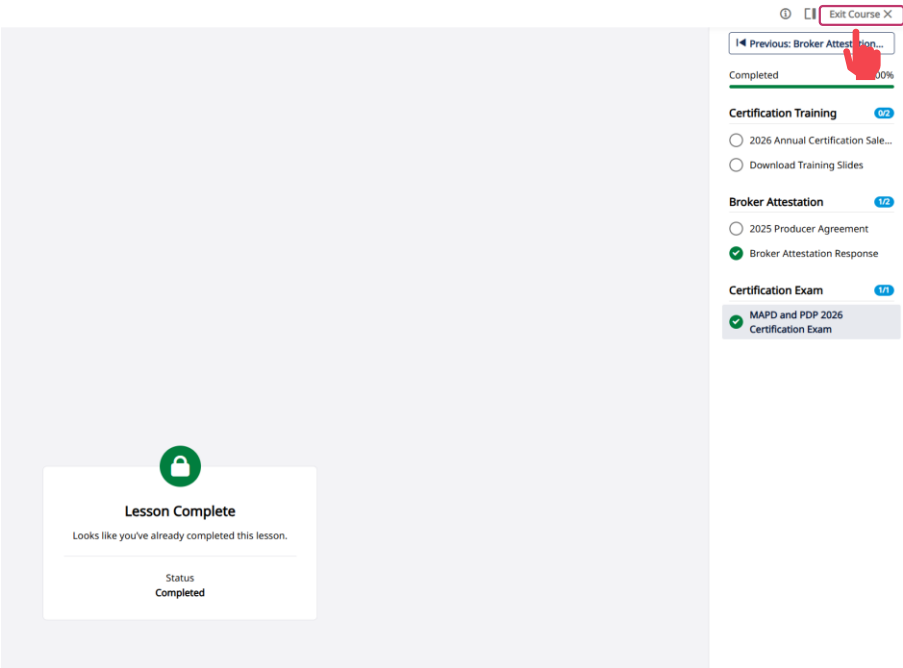 Exit Course ×
Previous: Broker Attestation...
Completed 00%
Certification Training 0/2
2026 Annual Certification Sale...
Download Training Slides
Broker Attestation 1/2
2025 Producer Agreement
Broker Attestation Response
Certification Exam 1/1
MAPD and PDP 2026
Certification Exam
Lesson Complete
Looks like you've already completed this lesson.
Status
Completed